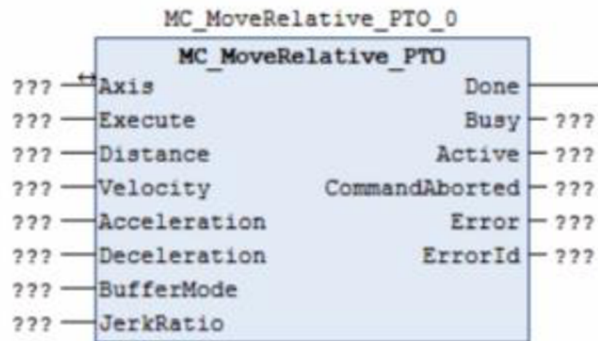 MC_MoveRelative_PTO_0
MC_MoveRelative_PTO
??? Axis Done
??? Execute Busy ???
??? Distance Active ???
??? Velocity CommandAborted ???
??? Acceleration Error ???
??? Deceleration ErrorId ???
??? BufferMode
??? JerkRatio